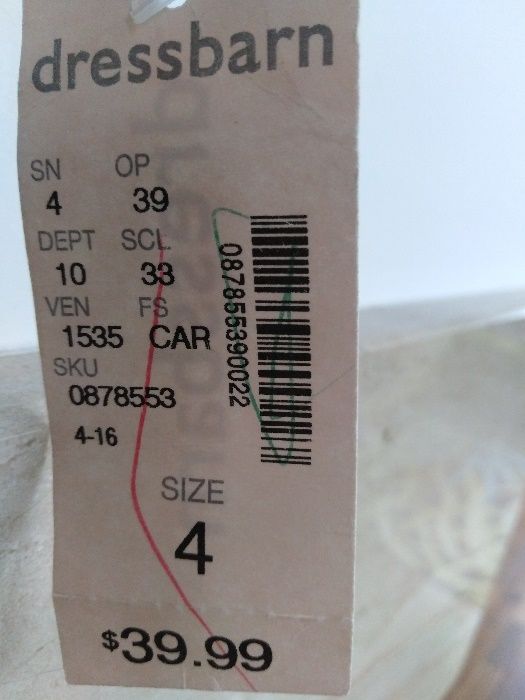 dressbarn
SN OP
4 39
DEPT SCL
10 33
VEN FS
1535 CAR
SKU
0878553
4-16
087855390022
SIZE
4
$39.99